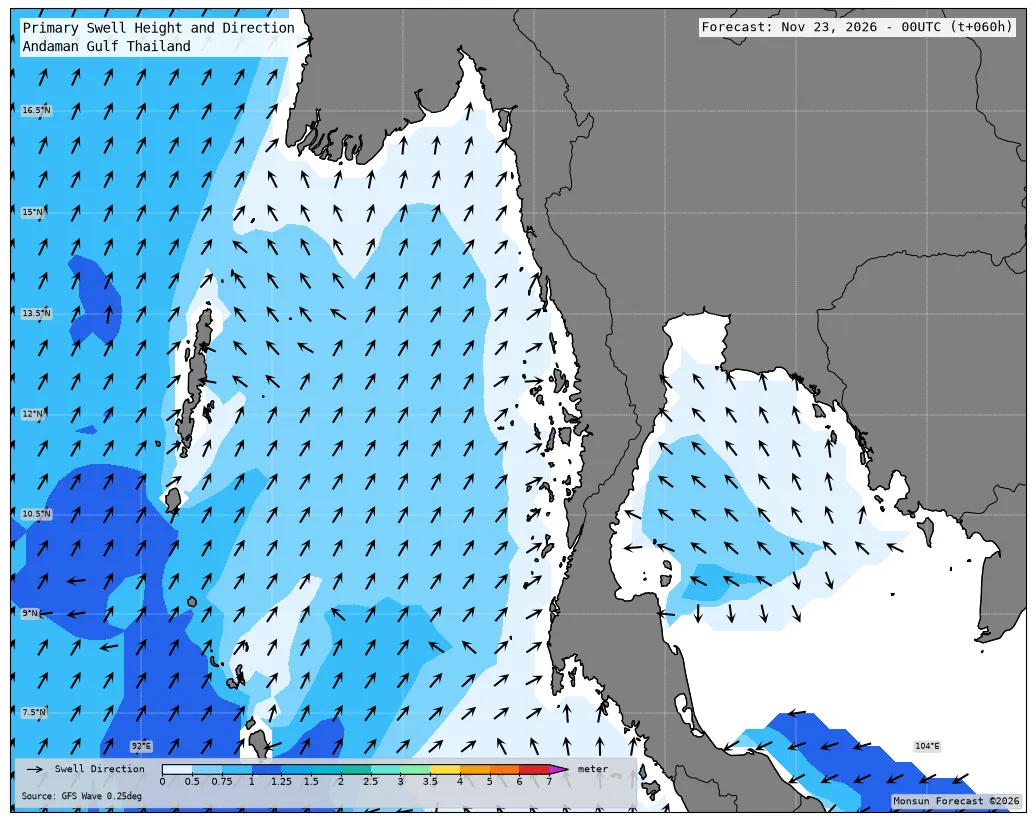 Primary Swell Height and Direction
Andaman Gulf Thailand
Forecast: Nov 23, 2026 - 00UTC (t+060h)
16.5°N
15°N
13.5°N
12°N
10.5°N
9°N
7.5°N
92°E
104°E
Swell Direction
0 0.5 0.75 1 1.25 1.5 2 2.5 3 3.5 4 5 6 8
meter
Source: GFS Wave 0.25deg
Monsun Forecast ©2026